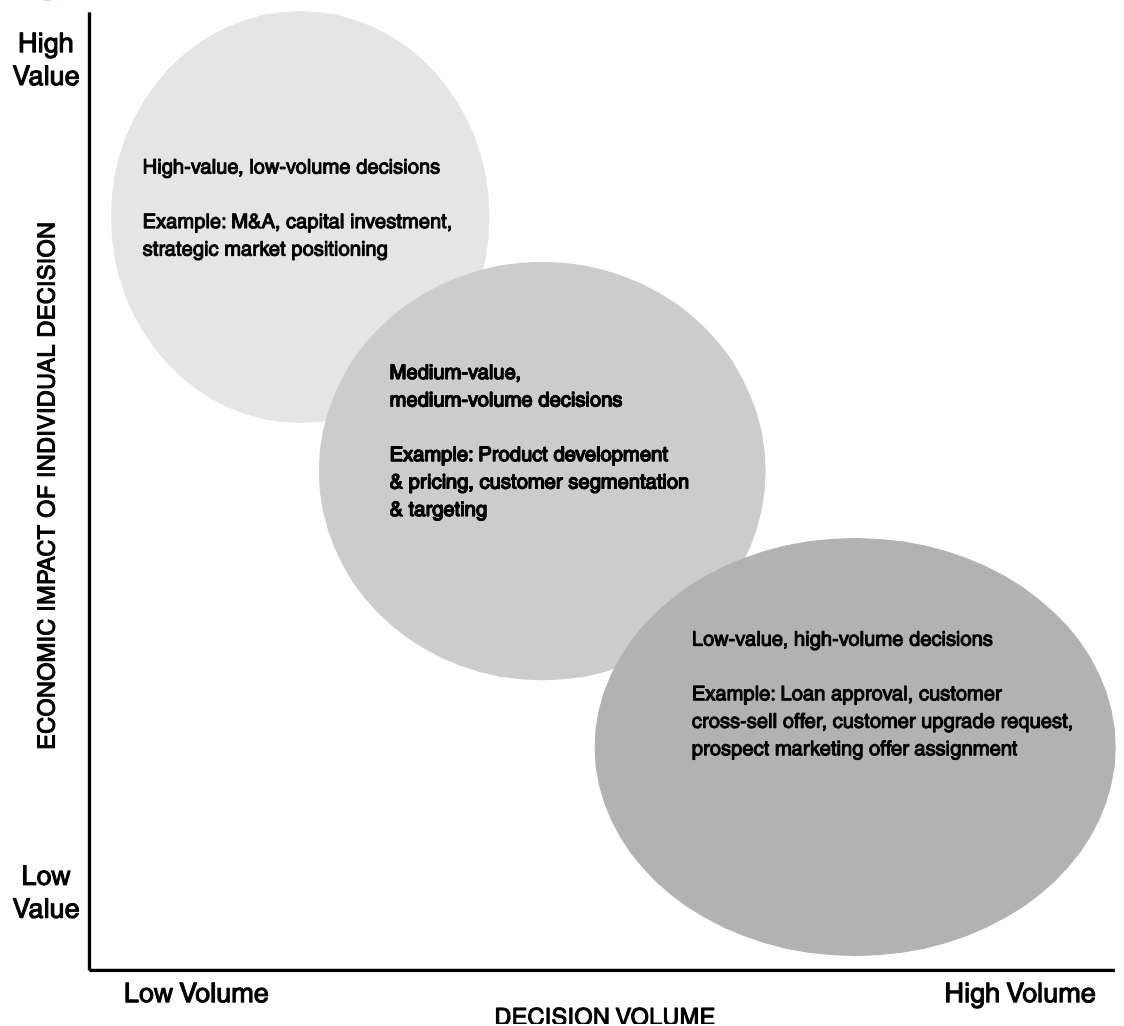 High
Value
High-value, low-volume decisions
Example: M&A, capital investment,
strategic market positioning
ECONOMIC IMPACT OF INDIVIDUAL DECISION
Medium-value,
medium-volume decisions
Example: Product development
& pricing, customer segmentation
& targeting
Low-value, high-volume decisions
Example: Loan approval, customer
cross-sell offer, customer upgrade request,
prospect marketing offer assignment
Low
Value
Low Volume
High Volume
DECISION VOLUME